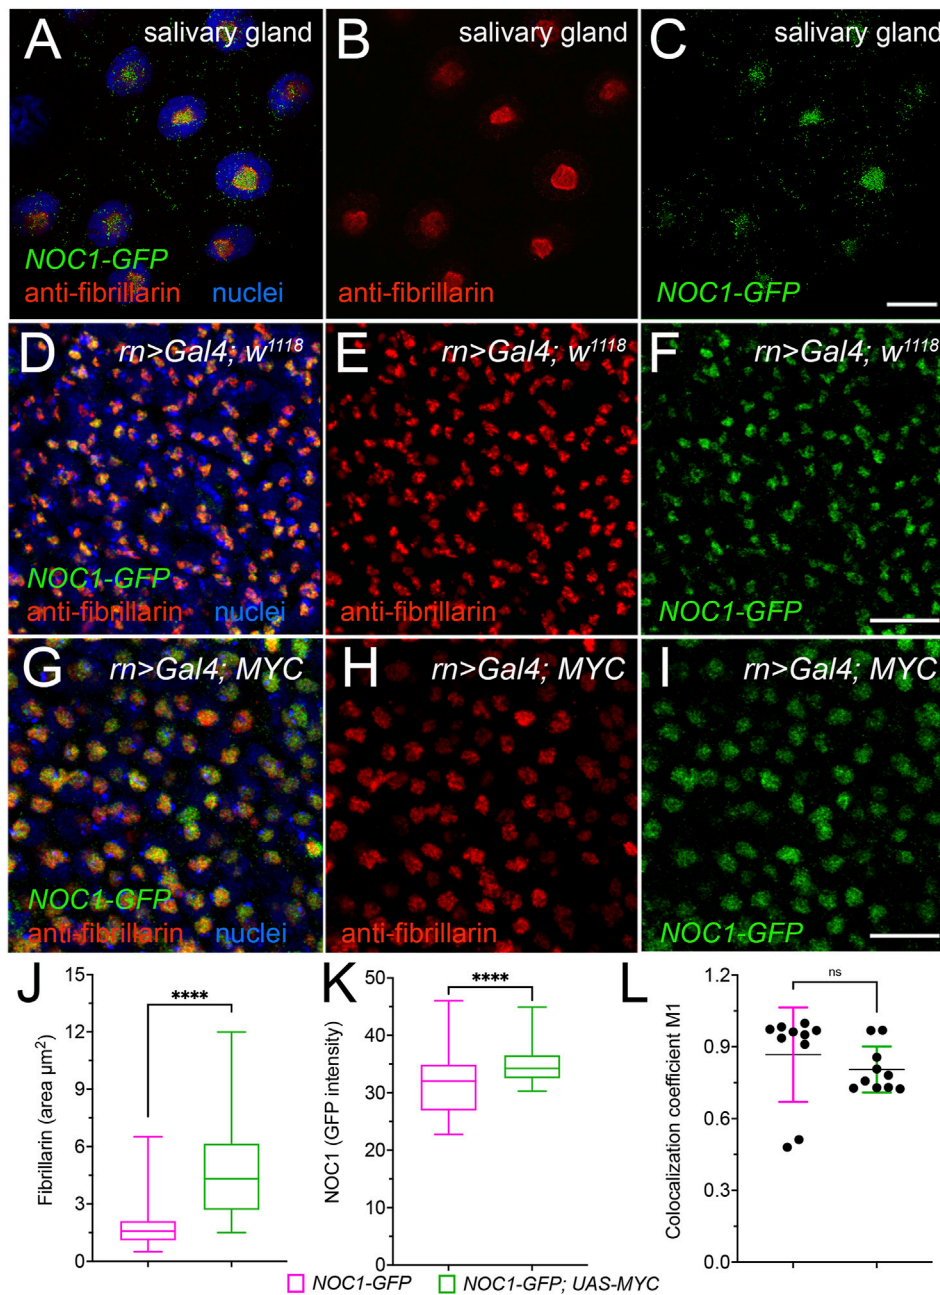 A salivary gland
B salivary gland
C salivary gland
NOC1-GFP
anti-fibrillarin nuclei
anti-fibrillarin
NOC1-GFP
D rn>Gal4; w1118
E rn>Gal4; w1118
F rn>Gal4; w1118
NOC1-GFP
anti-fibrillarin nuclei
anti-fibrillarin
NOC1-GFP
G rn>Gal4; MYC
H rn>Gal4; MYC
I rn>Gal4; MYC
NOC1-GFP
anti-fibrillarin nuclei
anti-fibrillarin
NOC1-GFP
J
Fibrillarin (area µm²)
15
12
9
6
3
0
****
K
NOC1 (GFP intensity)
50
40
30
20
10
0
****
L
Colocalization coefficient M1
1.2
0.9
0.6
0.3
0.0
ns
NOC1-GFP
NOC1-GFP; UAS-MYC